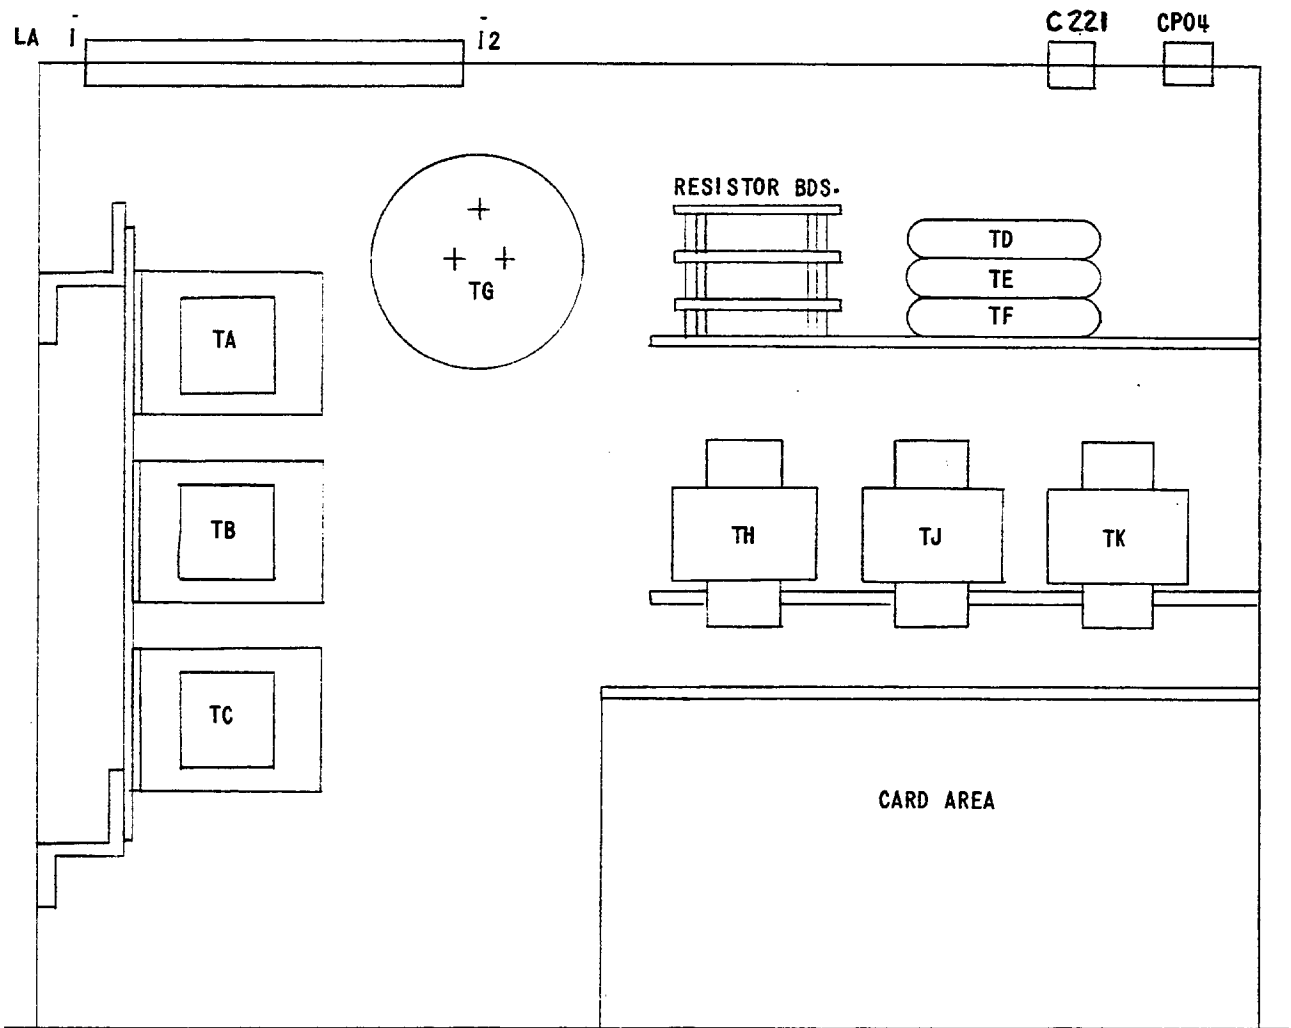 LA 1 12 C221 CP04
RESISTOR BDS.
TD
TE
TG
TF
TA
TB
TH TJ TK
TC
CARD AREA